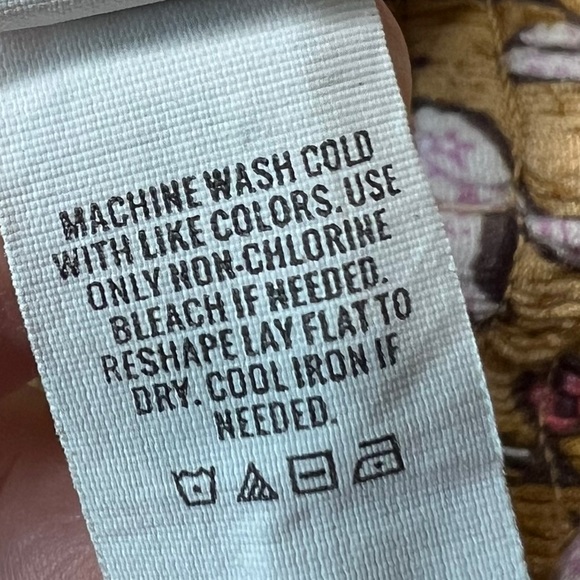 MACHINE WASH COLD
WITH LIKE COLORS. USE
ONLY NON-CHLORINE
BLEACH IF NEEDED.
RESHAPE LAY FLAT TO
DRY. COOL IRON IF
NEEDED.